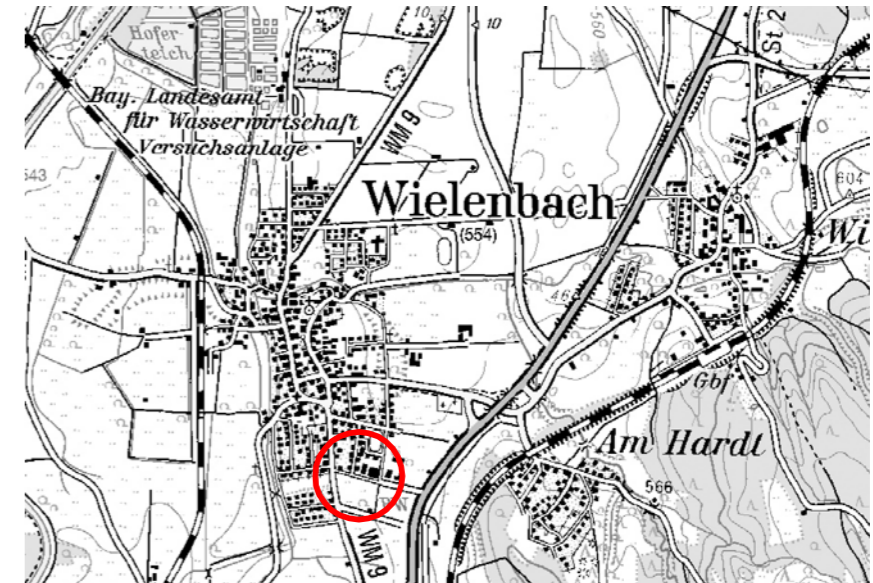 10
10
560
St 2
Hofer-
teich
Bay. Landesamt
für Wasserwirtschaft
Versuchsanlage
WM 9
543
Wielenbach
(554)
604
Wi
46
Gbf
Am Hardt
566
WM 9